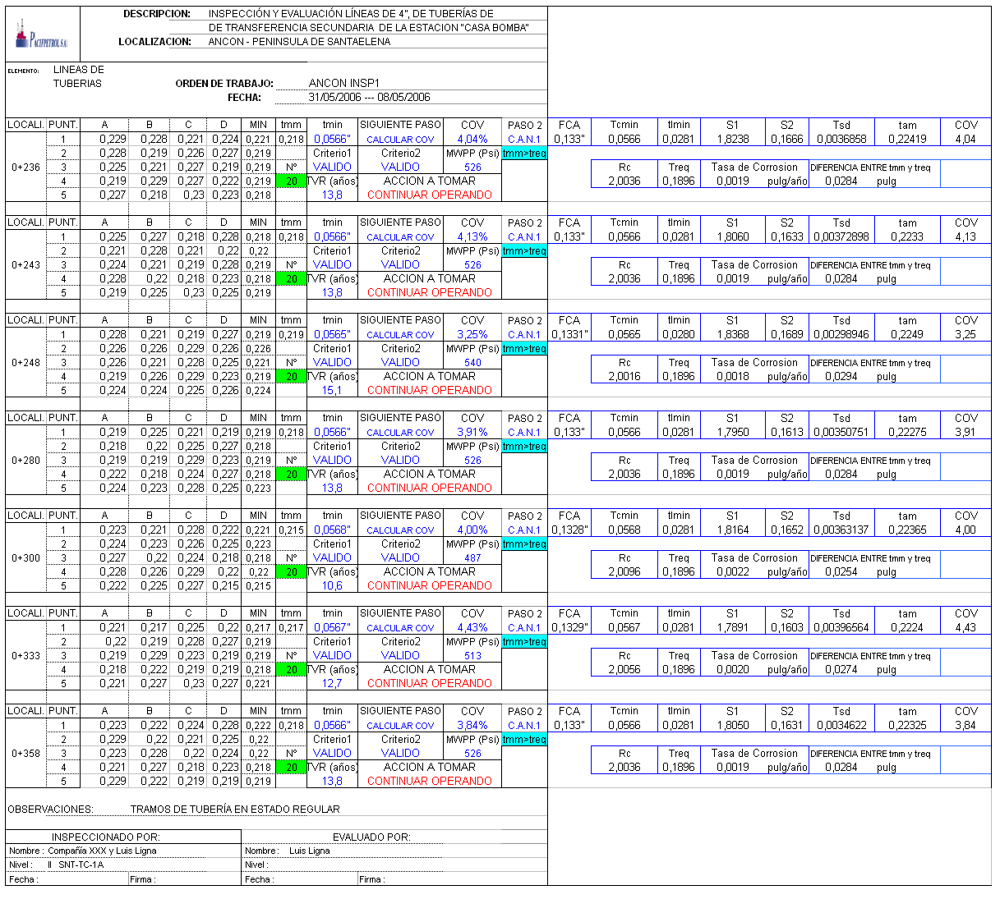 PACIFPETROL S.A.
DESCRIPCION: INSPECCIÓN Y EVALUACIÓN LÍNEAS DE 4", DE TUBERÍAS DE
DE TRANSFERENCIA SECUNDARIA DE LA ESTACION "CASA BOMBA"
LOCALIZACION: ANCON - PENINSULA DE SANTAELENA
ELEMENTO: LINEAS DE
TUBERIAS
ORDEN DE TRABAJO: ANCON INSP1
FECHA: 31/05/2006 --- 08/05/2006
LOCALI. PUNT. A B C D MIN tmm tmin SIGUIENTE PASO COV PASO 2 FCA Tcmin tlmin S1 S2 Tsd tam COV
1 0,229 0,228 0,221 0,224 0,221 0,218 0,0566" CALCULAR COV 4,04% C.A.N.1 0,133" 0,0566 0,0281 1,8238 0,1666 0,0036858 0,22419 4,04
2 0,228 0,219 0,226 0,227 0,219 Criterio1 Criterio2 MWPP (Psi) tmm>treq
0+236 3 0,225 0,221 0,227 0,219 0,219 Nº VALIDO VALIDO 526 Rc Treq Tasa de Corrosion DIFERENCIA ENTRE tmm y treq
4 0,219 0,229 0,227 0,222 0,219 20 TVR (años) ACCION A TOMAR 2,0036 0,1896 0,0019 pulg/año 0,0284 pulg
5 0,227 0,218 0,23 0,223 0,218 13,8 CONTINUAR OPERANDO
LOCALI. PUNT. A B C D MIN tmm tmin SIGUIENTE PASO COV PASO 2 FCA Tcmin tlmin S1 S2 Tsd tam COV
1 0,225 0,227 0,218 0,228 0,218 0,218 0,0566" CALCULAR COV 4,13% C.A.N.1 0,133" 0,0566 0,0281 1,8060 0,1633 0,00372898 0,2233 4,13
2 0,221 0,228 0,221 0,22 0,22 Criterio1 Criterio2 MWPP (Psi) tmm>treq
0+243 3 0,224 0,221 0,219 0,228 0,219 Nº VALIDO VALIDO 526 Rc Treq Tasa de Corrosion DIFERENCIA ENTRE tmm y treq
4 0,228 0,22 0,218 0,223 0,218 20 TVR (años) ACCION A TOMAR 2,0036 0,1896 0,0019 pulg/año 0,0284 pulg
5 0,219 0,225 0,23 0,225 0,219 13,8 CONTINUAR OPERANDO
LOCALI. PUNT. A B C D MIN tmm tmin SIGUIENTE PASO COV PASO 2 FCA Tcmin tlmin S1 S2 Tsd tam COV
1 0,228 0,221 0,219 0,227 0,219 0,219 0,0565" CALCULAR COV 3,25% C.A.N.1 0,1331" 0,0565 0,0280 1,8368 0,1689 0,00298946 0,2249 3,25
2 0,226 0,226 0,229 0,226 0,226 Criterio1 Criterio2 MWPP (Psi) tmm>treq
0+248 3 0,226 0,221 0,228 0,225 0,221 Nº VALIDO VALIDO 540 Rc Treq Tasa de Corrosion DIFERENCIA ENTRE tmm y treq
4 0,219 0,226 0,229 0,223 0,219 20 TVR (años) ACCION A TOMAR 2,0016 0,1896 0,0018 pulg/año 0,0294 pulg
5 0,224 0,224 0,225 0,226 0,224 15,1 CONTINUAR OPERANDO
LOCALI. PUNT. A B C D MIN tmm tmin SIGUIENTE PASO COV PASO 2 FCA Tcmin tlmin S1 S2 Tsd tam COV
1 0,219 0,225 0,221 0,219 0,219 0,218 0,0566" CALCULAR COV 3,91% C.A.N.1 0,133" 0,0566 0,0281 1,7950 0,1613 0,00350751 0,22275 3,91
2 0,218 0,22 0,225 0,227 0,218 Criterio1 Criterio2 MWPP (Psi) tmm>treq
0+280 3 0,219 0,219 0,229 0,223 0,219 Nº VALIDO VALIDO 526 Rc Treq Tasa de Corrosion DIFERENCIA ENTRE tmm y treq
4 0,222 0,218 0,224 0,227 0,218 20 TVR (años) ACCION A TOMAR 2,0036 0,1896 0,0019 pulg/año 0,0284 pulg
5 0,224 0,223 0,228 0,225 0,223 13,8 CONTINUAR OPERANDO
LOCALI. PUNT. A B C D MIN tmm tmin SIGUIENTE PASO COV PASO 2 FCA Tcmin tlmin S1 S2 Tsd tam COV
1 0,223 0,221 0,228 0,222 0,221 0,215 0,0568" CALCULAR COV 4,00% C.A.N.1 0,1328" 0,0568 0,0281 1,8164 0,1652 0,00363137 0,22365 4,00
2 0,224 0,223 0,226 0,225 0,223 Criterio1 Criterio2 MWPP (Psi) tmm>treq
0+300 3 0,227 0,22 0,224 0,218 0,218 Nº VALIDO VALIDO 487 Rc Treq Tasa de Corrosion DIFERENCIA ENTRE tmm y treq
4 0,228 0,226 0,229 0,22 0,22 20 TVR (años) ACCION A TOMAR 2,0096 0,1896 0,0022 pulg/año 0,0254 pulg
5 0,222 0,225 0,227 0,215 0,215 10,6 CONTINUAR OPERANDO
LOCALI. PUNT. A B C D MIN tmm tmin SIGUIENTE PASO COV PASO 2 FCA Tcmin tlmin S1 S2 Tsd tam COV
1 0,221 0,217 0,225 0,22 0,217 0,217 0,0567" CALCULAR COV 4,43% C.A.N.1 0,1329" 0,0567 0,0281 1,7891 0,1603 0,00396564 0,2224 4,43
2 0,22 0,219 0,228 0,227 0,219 Criterio1 Criterio2 MWPP (Psi) tmm>treq
0+333 3 0,219 0,229 0,223 0,219 0,219 Nº VALIDO VALIDO 513 Rc Treq Tasa de Corrosion DIFERENCIA ENTRE tmm y treq
4 0,218 0,222 0,219 0,219 0,218 20 TVR (años) ACCION A TOMAR 2,0056 0,1896 0,0020 pulg/año 0,0274 pulg
5 0,221 0,227 0,23 0,227 0,221 12,7 CONTINUAR OPERANDO
LOCALI. PUNT. A B C D MIN tmm tmin SIGUIENTE PASO COV PASO 2 FCA Tcmin tlmin S1 S2 Tsd tam COV
1 0,223 0,222 0,224 0,228 0,222 0,218 0,0566" CALCULAR COV 3,84% C.A.N.1 0,133" 0,0566 0,0281 1,8050 0,1631 0,0034622 0,22325 3,84
2 0,229 0,22 0,221 0,225 0,22 Criterio1 Criterio2 MWPP (Psi) tmm>treq
0+358 3 0,223 0,228 0,22 0,224 0,22 Nº VALIDO VALIDO 526 Rc Treq Tasa de Corrosion DIFERENCIA ENTRE tmm y treq
4 0,221 0,227 0,218 0,223 0,218 20 TVR (años) ACCION A TOMAR 2,0036 0,1896 0,0019 pulg/año 0,0284 pulg
5 0,229 0,222 0,219 0,219 0,219 13,8 CONTINUAR OPERANDO
OBSERVACIONES: TRAMOS DE TUBERÍA EN ESTADO REGULAR
INSPECCIONADO POR: EVALUADO POR:
Nombre : Compañía XXX y Luis Ligna Nombre : Luis Ligna
Nivel : II SNT-TC-1A Nivel :
Fecha : Firma : Fecha : Firma :